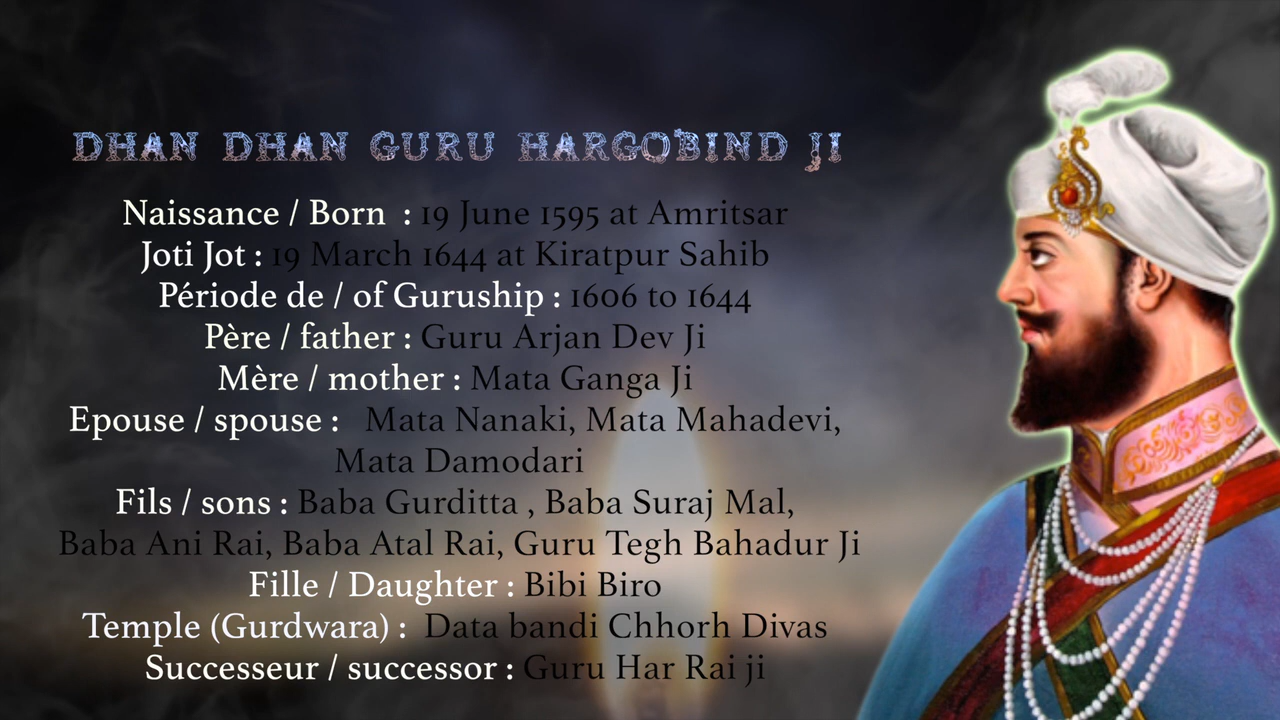 DHAN DHAN GURU HARGOBIND JI
Naissance / Born : 19 June 1595 at Amritsar
Joti Jot : 19 March 1644 at Kiratpur Sahib
Période de / of Guruship : 1606 to 1644
Père / father : Guru Arjan Dev Ji
Mère / mother : Mata Ganga Ji
Epouse / spouse : Mata Nanaki, Mata Mahadevi,
Mata Damodari
Fils / sons : Baba Gurditta , Baba Suraj Mal,
Baba Ani Rai, Baba Atal Rai, Guru Tegh Bahadur Ji
Fille / Daughter : Bibi Biro
Temple (Gurdwara) : Data bandi Chhorh Divas
Successeur / successor : Guru Har Rai ji